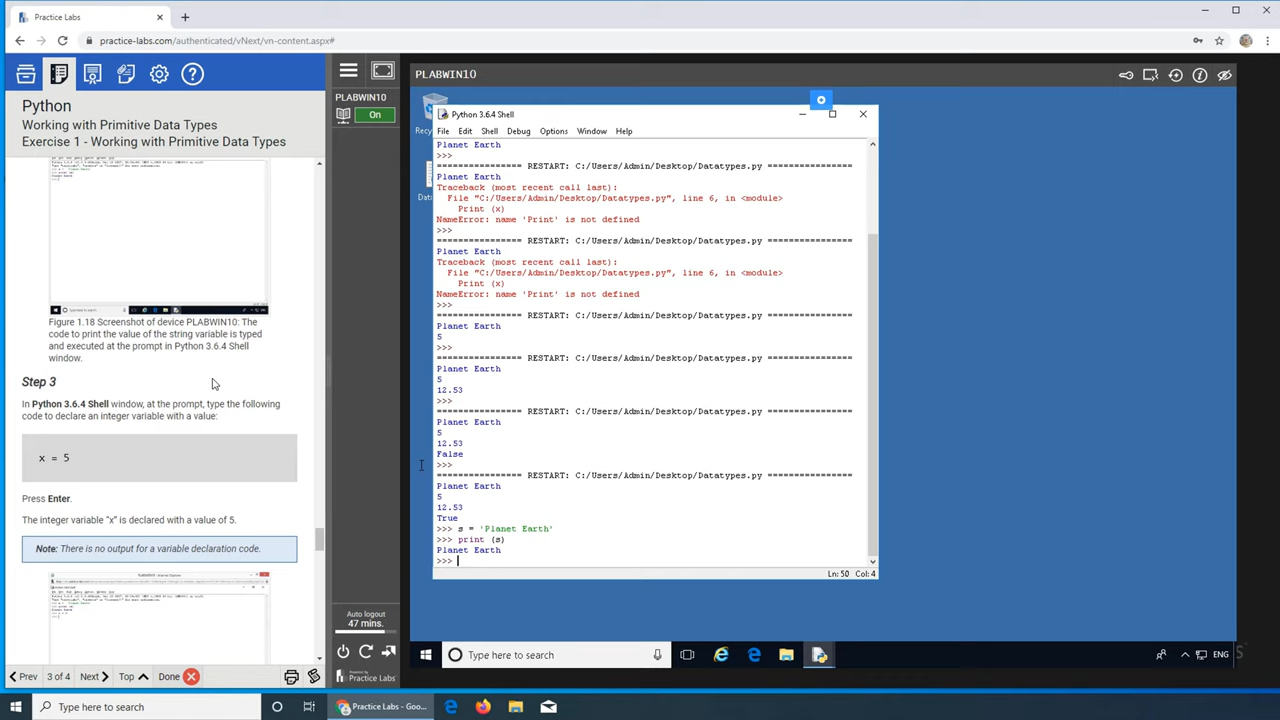 Practice Labs
practice-labs.com/authenticated/vNext/vn-content.aspx#
Python
Working with Primitive Data Types
Exercise 1 - Working with Primitive Data Types
Figure 1.18 Screenshot of device PLABWIN10: The
code to print the value of the string variable is typed
and executed at the prompt in Python 3.6.4 Shell
window.
Step 3
In Python 3.6.4 Shell window, at the prompt, type the following
code to declare an integer variable with a value:
x = 5
Press Enter.
The integer variable “x” is declared with a value of 5.
Note: There is no output for a variable declaration code.
Prev
3 of 4
Next
Top
Done
PLABWIN10
On
Auto logout
47 mins.
Practice Labs
PLABWIN10
Python 3.6.4 Shell
File Edit Shell Debug Options Window Help
Planet Earth
>>>
================ RESTART: C:/Users/Admin/Desktop/Datatypes.py ================
Planet Earth
Traceback (most recent call last):
File "C:/Users/Admin/Desktop/Datatypes.py", line 6, in <module>
Print (x)
NameError: name 'Print' is not defined
>>>
================ RESTART: C:/Users/Admin/Desktop/Datatypes.py ================
Planet Earth
Traceback (most recent call last):
File "C:/Users/Admin/Desktop/Datatypes.py", line 6, in <module>
Print (x)
NameError: name 'Print' is not defined
>>>
================ RESTART: C:/Users/Admin/Desktop/Datatypes.py ================
Planet Earth
5
>>>
================ RESTART: C:/Users/Admin/Desktop/Datatypes.py ================
Planet Earth
5
12.53
>>>
================ RESTART: C:/Users/Admin/Desktop/Datatypes.py ================
Planet Earth
5
12.53
False
>>>
================ RESTART: C:/Users/Admin/Desktop/Datatypes.py ================
Planet Earth
5
12.53
True
>>> s = 'Planet Earth'
>>> print (s)
Planet Earth
>>>
Ln: 50 Col: 4
Recyc
Dat
Type here to search
ENG
Type here to search
Practice Labs - Goo...